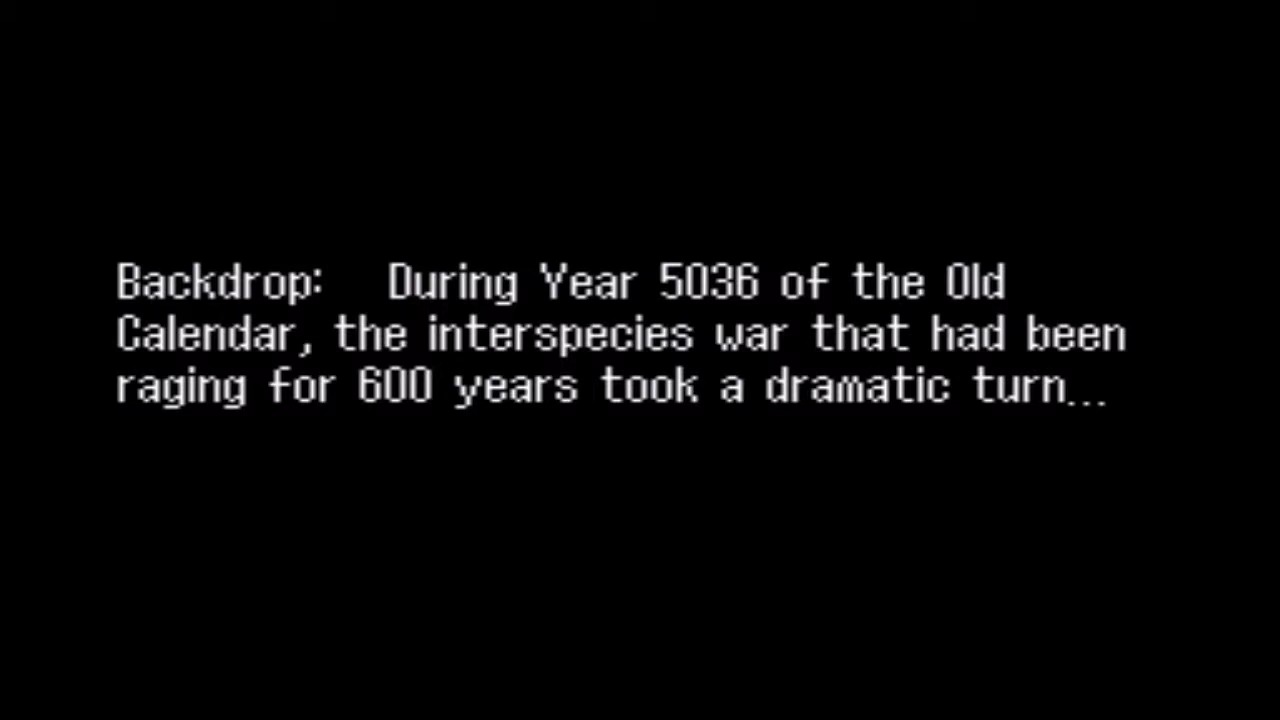 Backdrop:   During Year 5036 of the Old
Calendar, the interspecies war that had been
raging for 600 years took a dramatic turn...